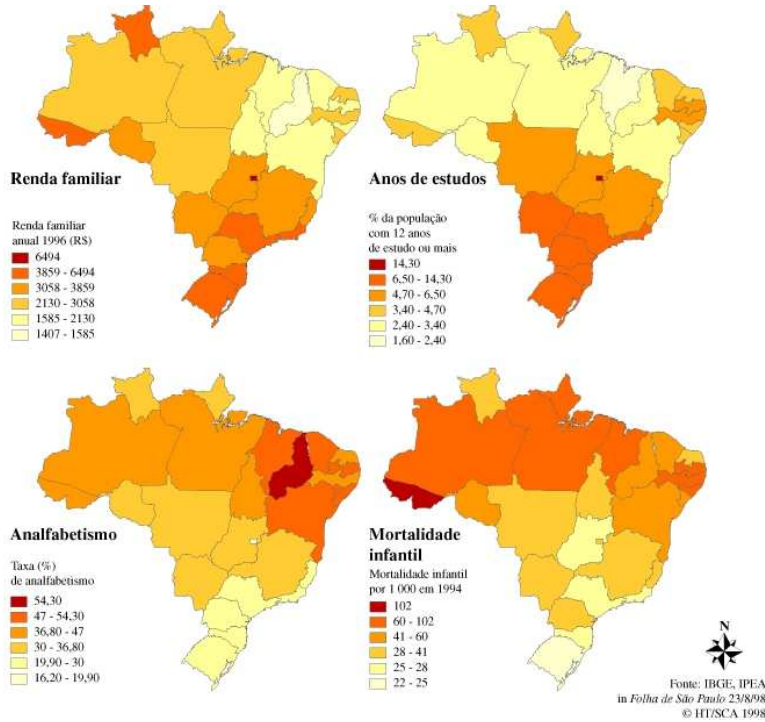 Renda familiar
Renda familiar
anual 1996 (R$)
6494
3859 - 6494
3058 - 3859
2130 - 3058
1585 - 2130
1407 - 1585
Anos de estudos
% da população
com 12 anos
de estudo ou mais
14,30
6,50 - 14,30
4,70 - 6,50
3,40 - 4,70
2,40 - 3,40
1,60 - 2,40
Analfabetismo
Taxa (%)
de analfabetismo
54,30
47 - 54,30
36,80 - 47
30 - 36,80
19,90 - 30
16,20 - 19,90
Mortalidade
infantil
Mortalidade infantil
por 1 000 em 1994
102
60 - 102
41 - 60
28 - 41
25 - 28
22 - 25
N
Fonte: IBGE, IPEA
in Folha de São Paulo 23/8/98
© HT/SCA 1998